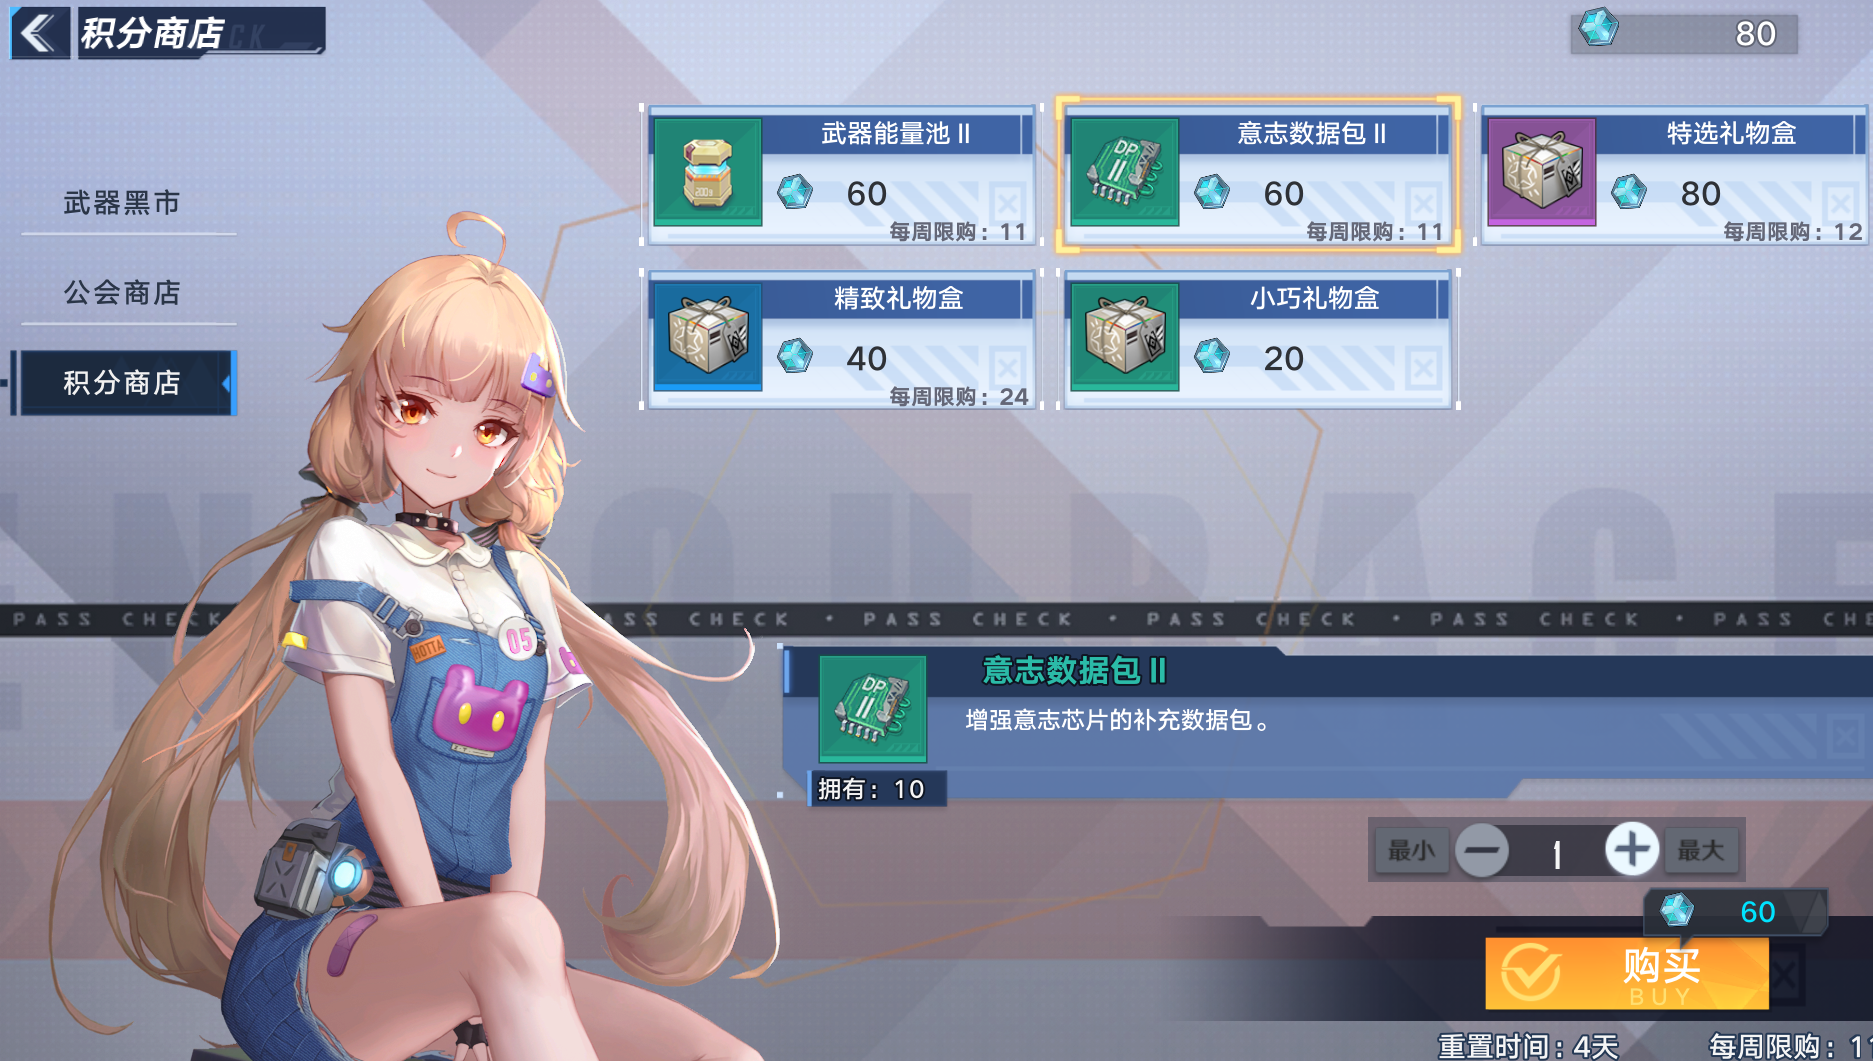 积分商店
80
武器黑市
公会商店
积分商店
武器能量池 II
60
每周限购：11
意志数据包 II
60
每周限购：11
特选礼物盒
80
每周限购：12
精致礼物盒
40
每周限购：24
小巧礼物盒
20
PASS CHECK • PASS CHECK • PASS CHECK • PASS CHECK • PASS CHE
HOTTA
05
DP II
意志数据包 II
增强意志芯片的补充数据包。
拥有：10
最小
1
最大
60
购买
BUY
重置时间：4天
每周限购：11